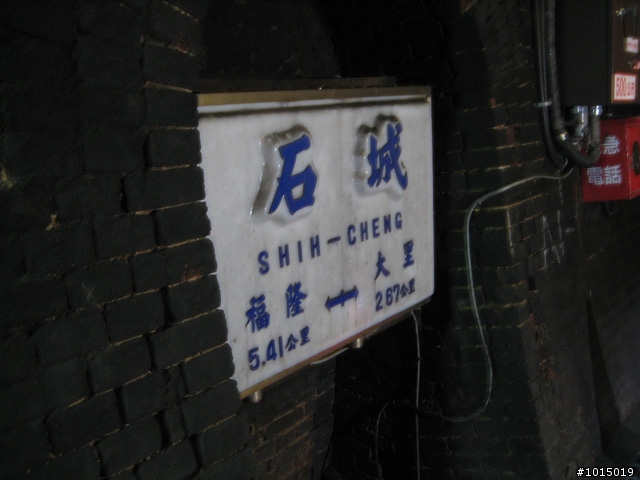 石城
SHIH-CHENG
福隆 ↔ 大里
5.41公里 2.67公里
急
電話
#1015019